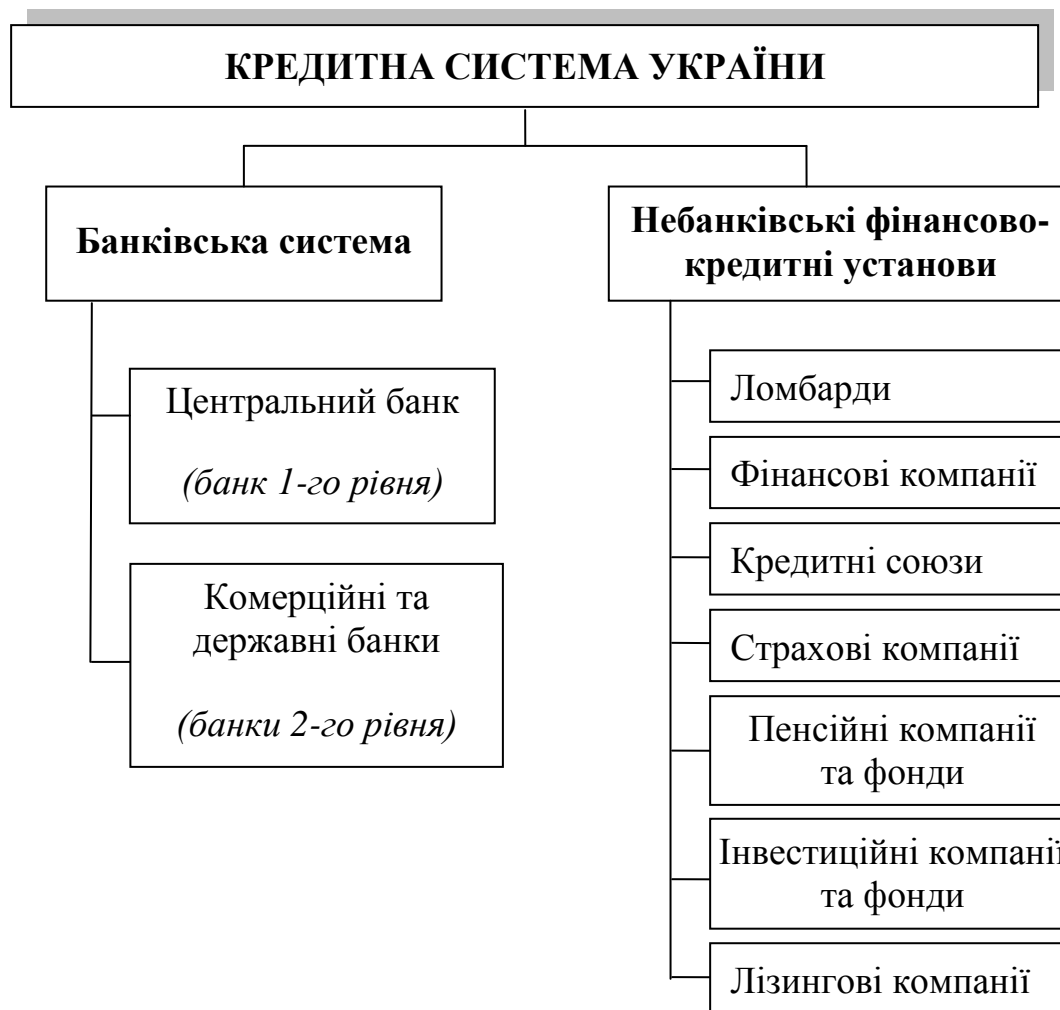 КРЕДИТНА СИСТЕМА УКРАЇНИ
Банківська система
Центральний банк
(банк 1-го рівня)
Комерційні та
державні банки
(банки 2-го рівня)
Небанківські фінансово-
кредитні установи
Ломбарди
Фінансові компанії
Кредитні союзи
Страхові компанії
Пенсійні компанії
та фонди
Інвестиційні компанії
та фонди
Лізингові компанії